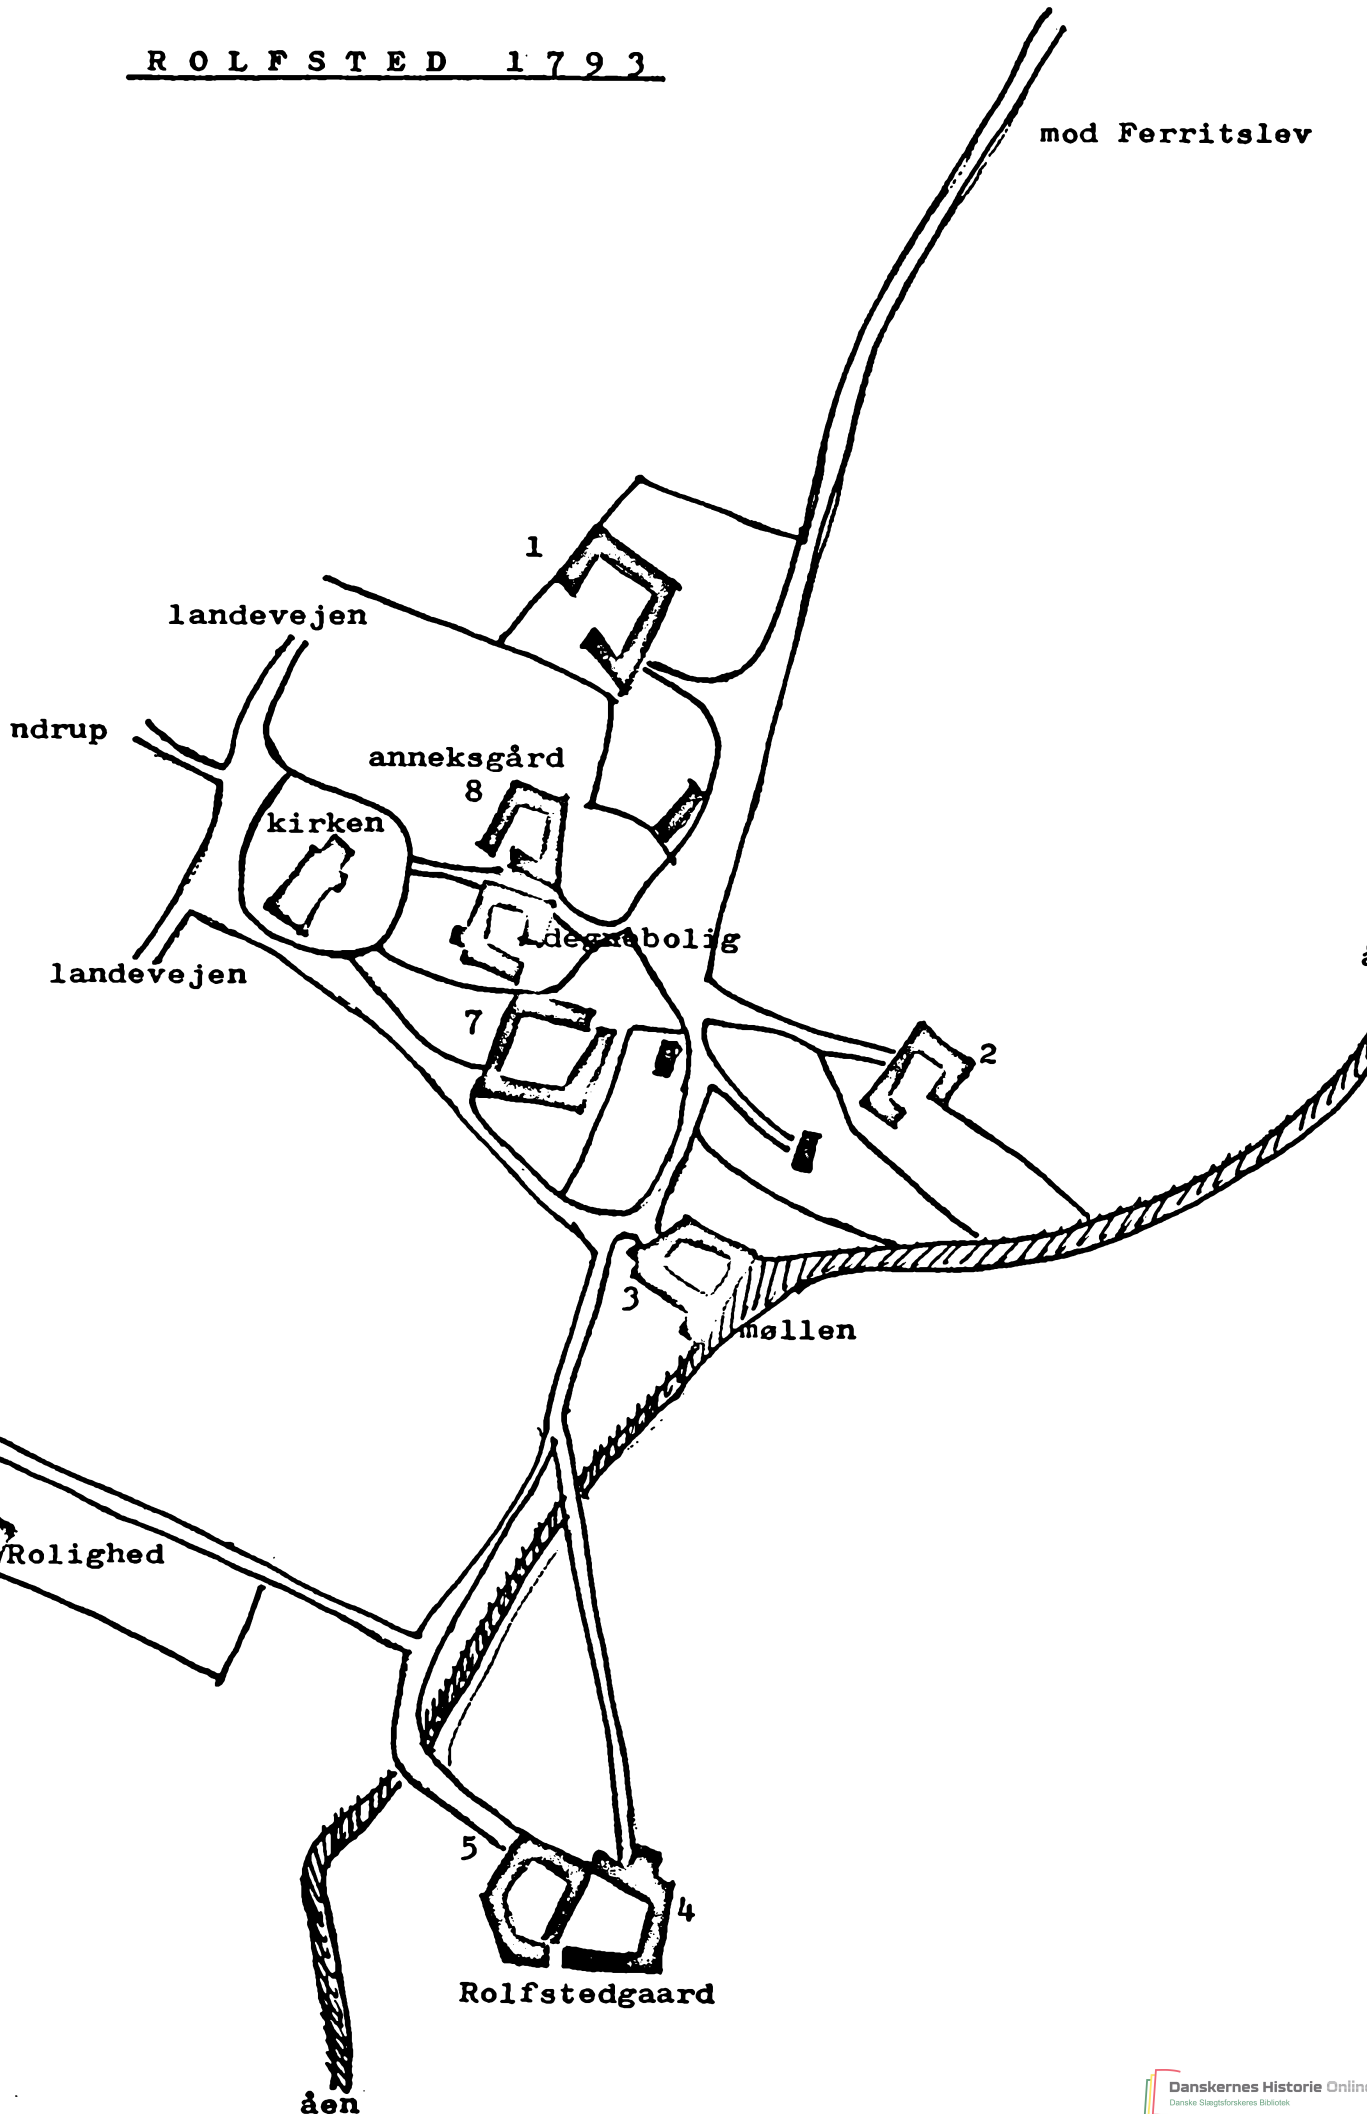 ROLFSTED 1793
mod Ferritslev
1
landevejen
ndrup
anneksgård
8
kirken
degnebolig
landevejen
7
2
3
møllen
Rolighed
5
4
Rolfstedgaard
åen
Danskernes Historie Online
Danske Slægtsforskeres Bibliotek